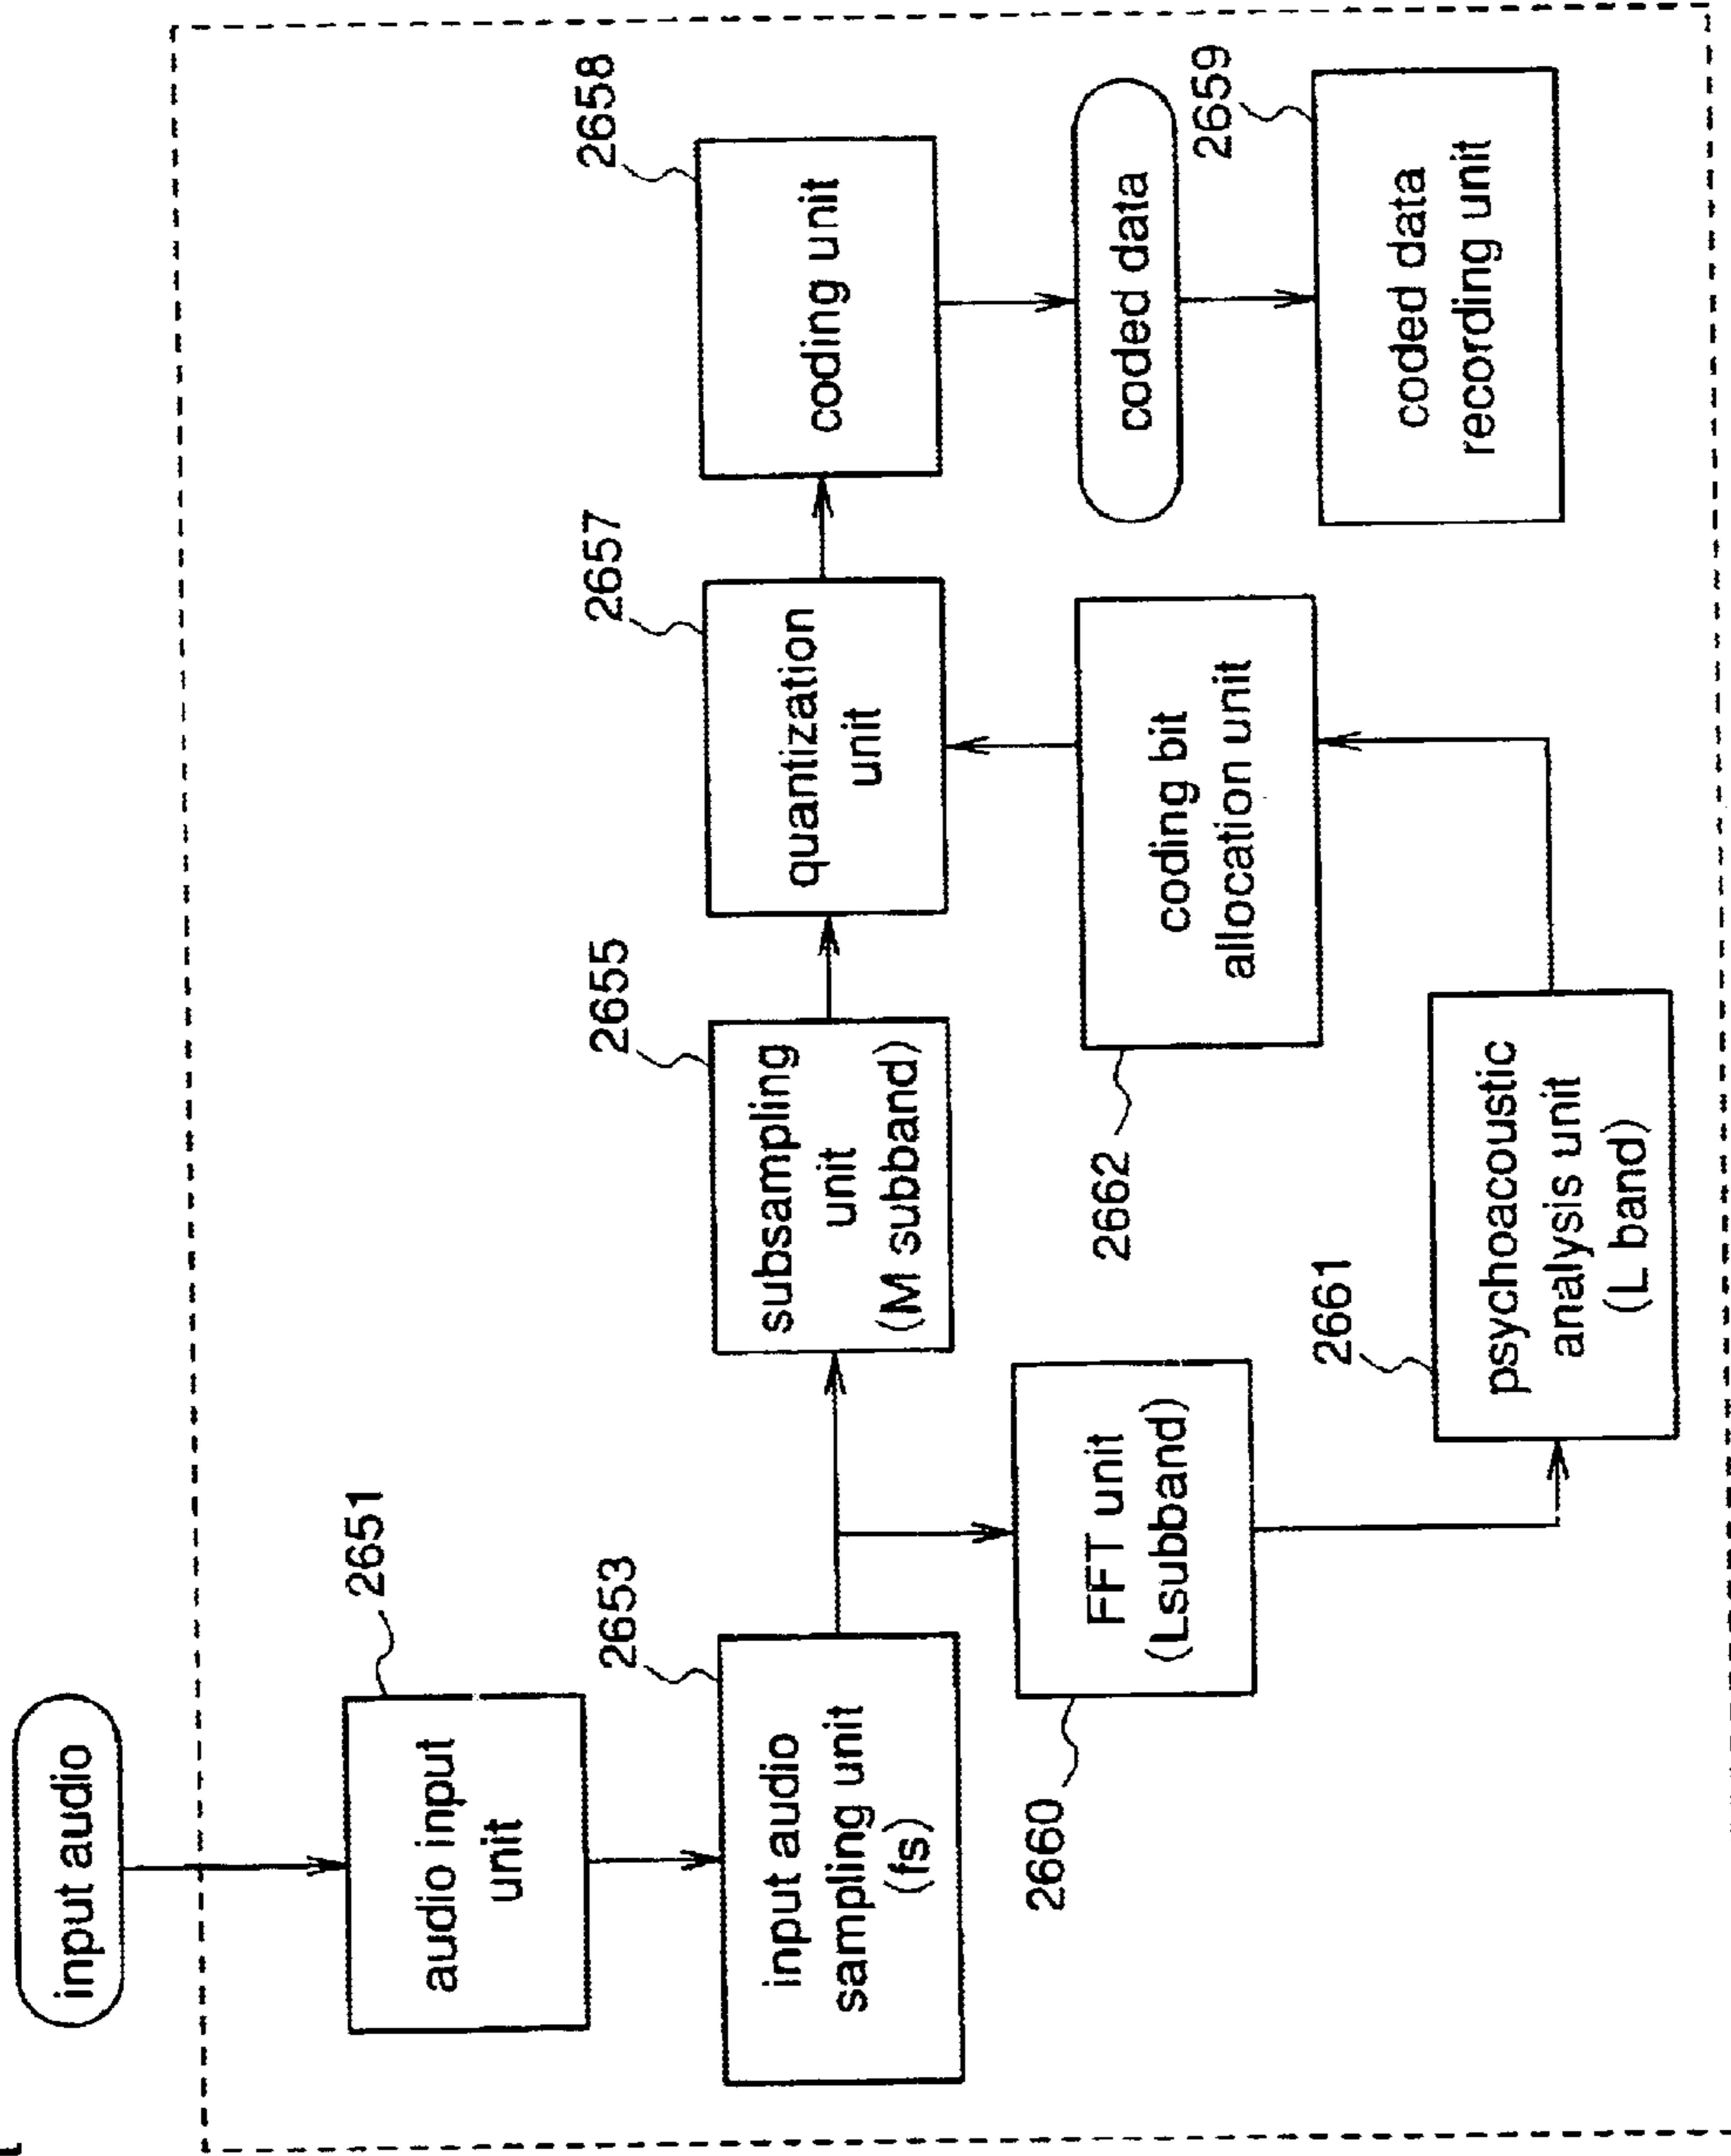 input audio
2651
audio input
unit
2653
input audio
sampling unit
(fs)
2655
subsampling
unit
(M subband)
2657
quantization
unit
2658
coding unit
coded data
2659
coded data
recording unit
2660
FFT unit
(Lsubband)
2661
psychoacoustic
analysis unit
(L band)
2662
coding bit
allocation unit